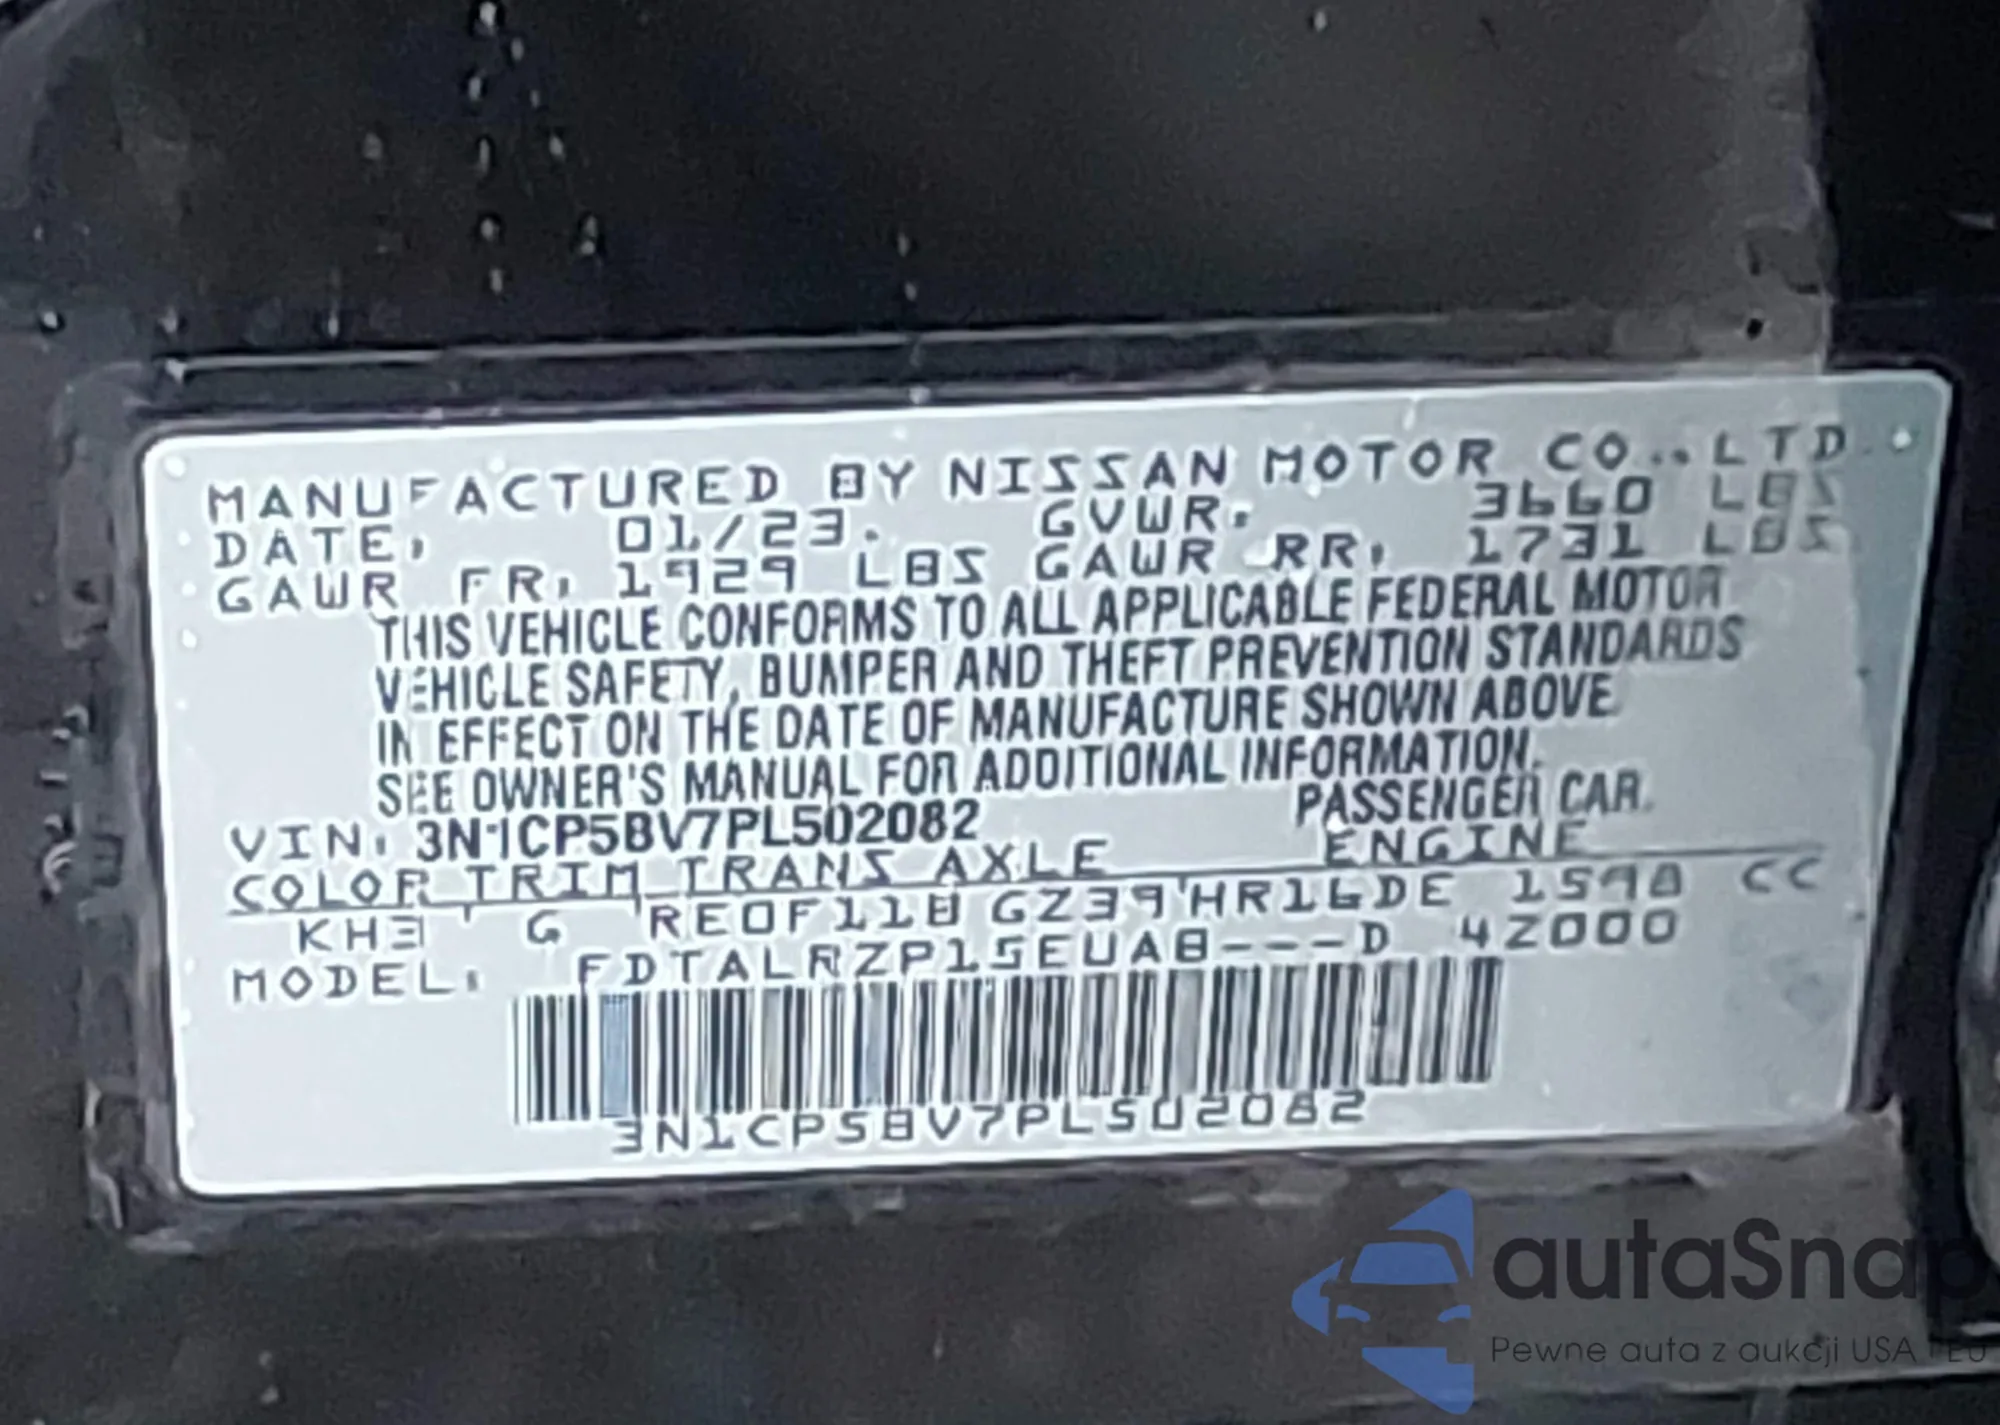 MANUFACTURED BY NISSAN MOTOR CO., LTD.
DATE: 01/23. GVWR: 3660 LBS
GAWR FR: 1929 LBS GAWR RR: 1731 LBS
THIS VEHICLE CONFORMS TO ALL APPLICABLE FEDERAL MOTOR
VEHICLE SAFETY, BUMPER AND THEFT PREVENTION STANDARDS
IN EFFECT ON THE DATE OF MANUFACTURE SHOWN ABOVE.
SEE OWNER'S MANUAL FOR ADDITIONAL INFORMATION.
VIN: 3N1CP5BV7PL502082 PASSENGER CAR.
COLOR TRIM TRANS AXLE ENGINE
KH3 G RE0F11B GZ39 HR16DE 1598 CC
MODEL: FDTALRZP15EUA8---D 4Z000
3N1CP5BV7PL502082
autaSnap
Pewne auta z aukcji USA i EU